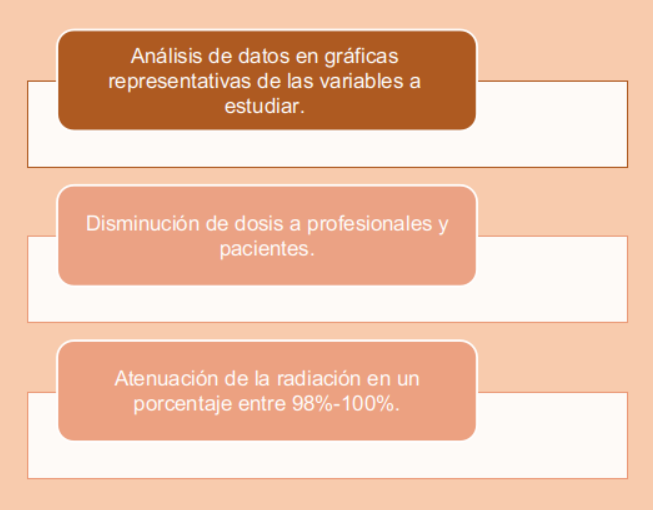 Análisis de datos en gráficas
representativas de las variables a
estudiar.
Disminución de dosis a profesionales y
pacientes.
Atenuación de la radiación en un
porcentaje entre 98%-100%.